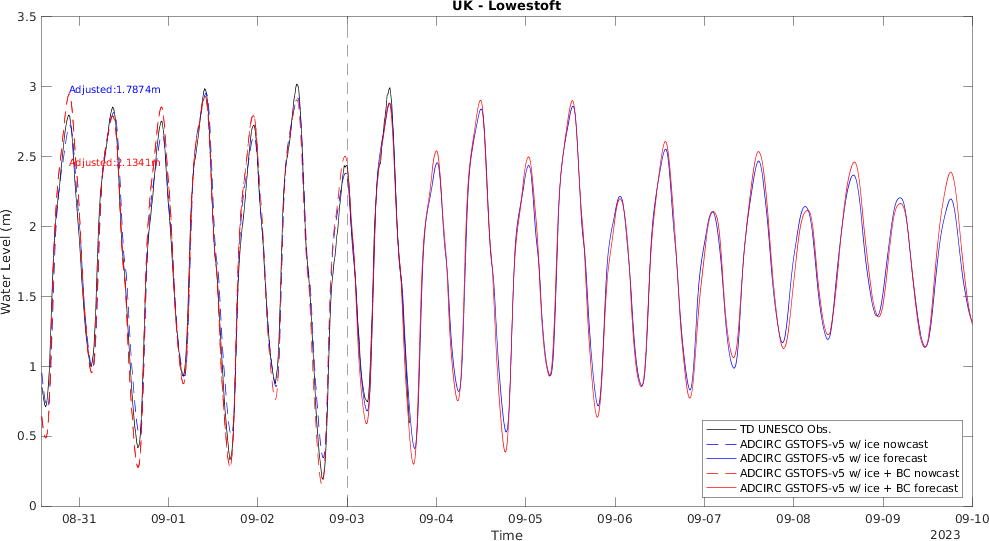 UK - Lowestoft
3.5
3
2.5
2
1.5
1
0.5
0
Water Level (m)
Adjusted:1.7874m
Adjusted:2.1341m
TD UNESCO Obs.
ADCIRC GSTOFS-v5 w/ ice nowcast
ADCIRC GSTOFS-v5 w/ ice forecast
ADCIRC GSTOFS-v5 w/ ice + BC nowcast
ADCIRC GSTOFS-v5 w/ ice + BC forecast
08-31 09-01 09-02 09-03 09-04 09-05 09-06 09-07 09-08 09-09 09-10
Time
2023